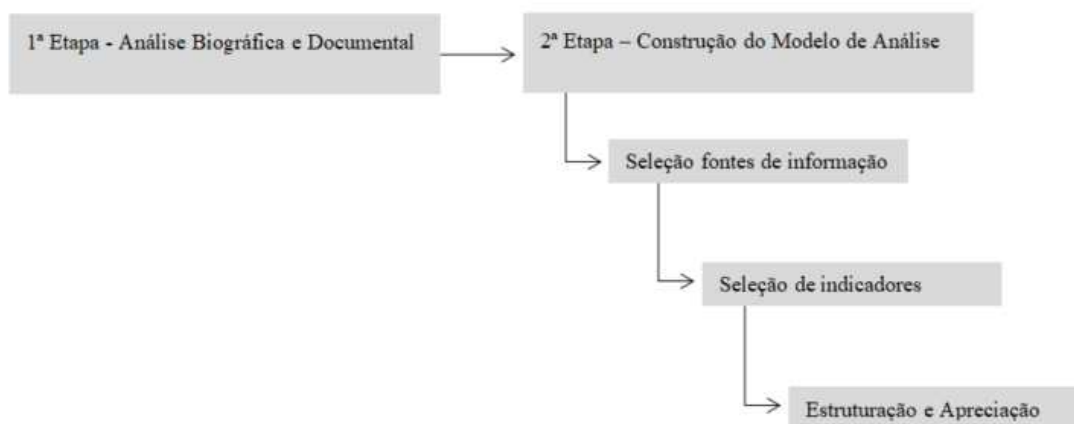 1ª Etapa - Análise Biográfica e Documental
2ª Etapa – Construção do Modelo de Análise
Seleção fontes de informação
Seleção de indicadores
Estruturação e Apreciação